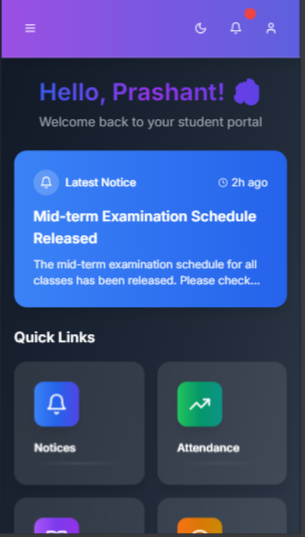 Hello, Prashant!
Welcome back to your student portal
Latest Notice
2h ago
Mid-term Examination Schedule
Released
The mid-term examination schedule for all
classes has been released. Please check...
Quick Links
Notices
Attendance